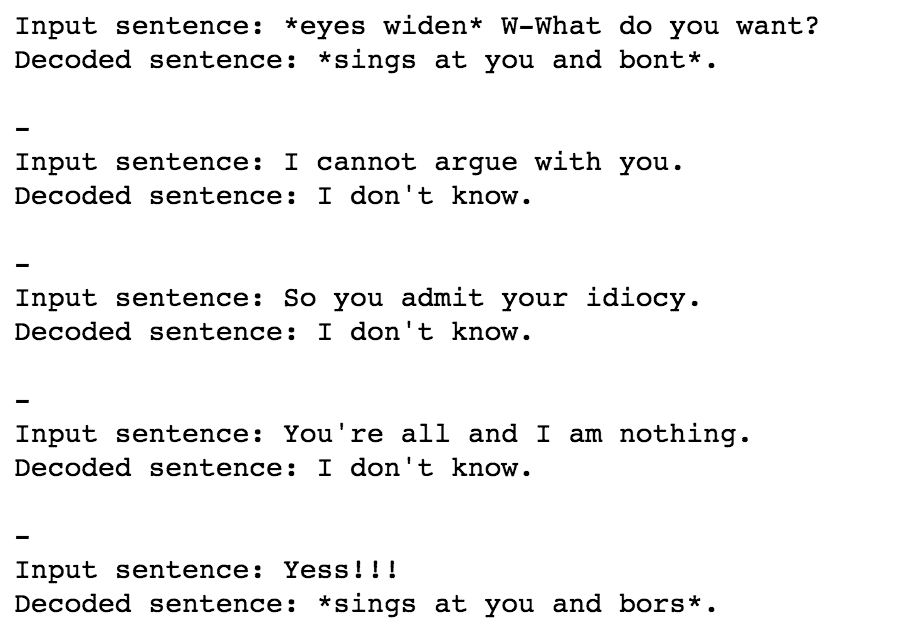 Input sentence: *eyes widen* W-What do you want?
Decoded sentence: *sings at you and bont*.
-
Input sentence: I cannot argue with you.
Decoded sentence: I don't know.
-
Input sentence: So you admit your idiocy.
Decoded sentence: I don't know.
-
Input sentence: You're all and I am nothing.
Decoded sentence: I don't know.
-
Input sentence: Yess!!!
Decoded sentence: *sings at you and bors*.